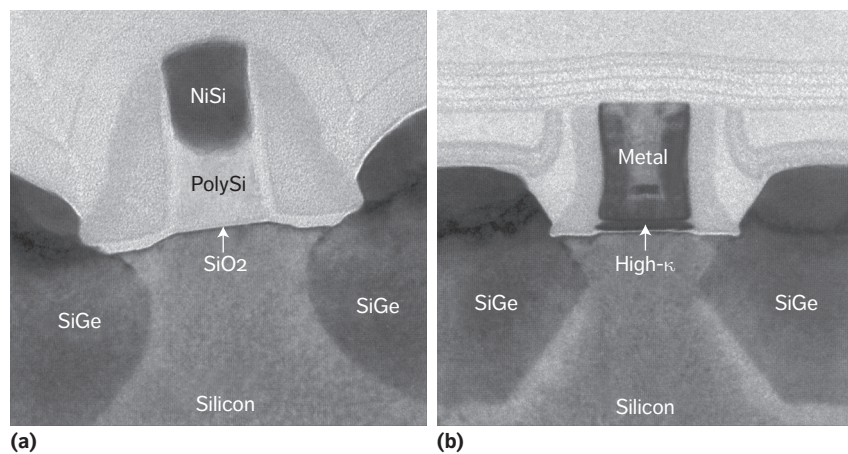 NiSi
PolySi
SiO2
SiGe
SiGe
Silicon
(a)
Metal
High-κ
SiGe
SiGe
Silicon
(b)